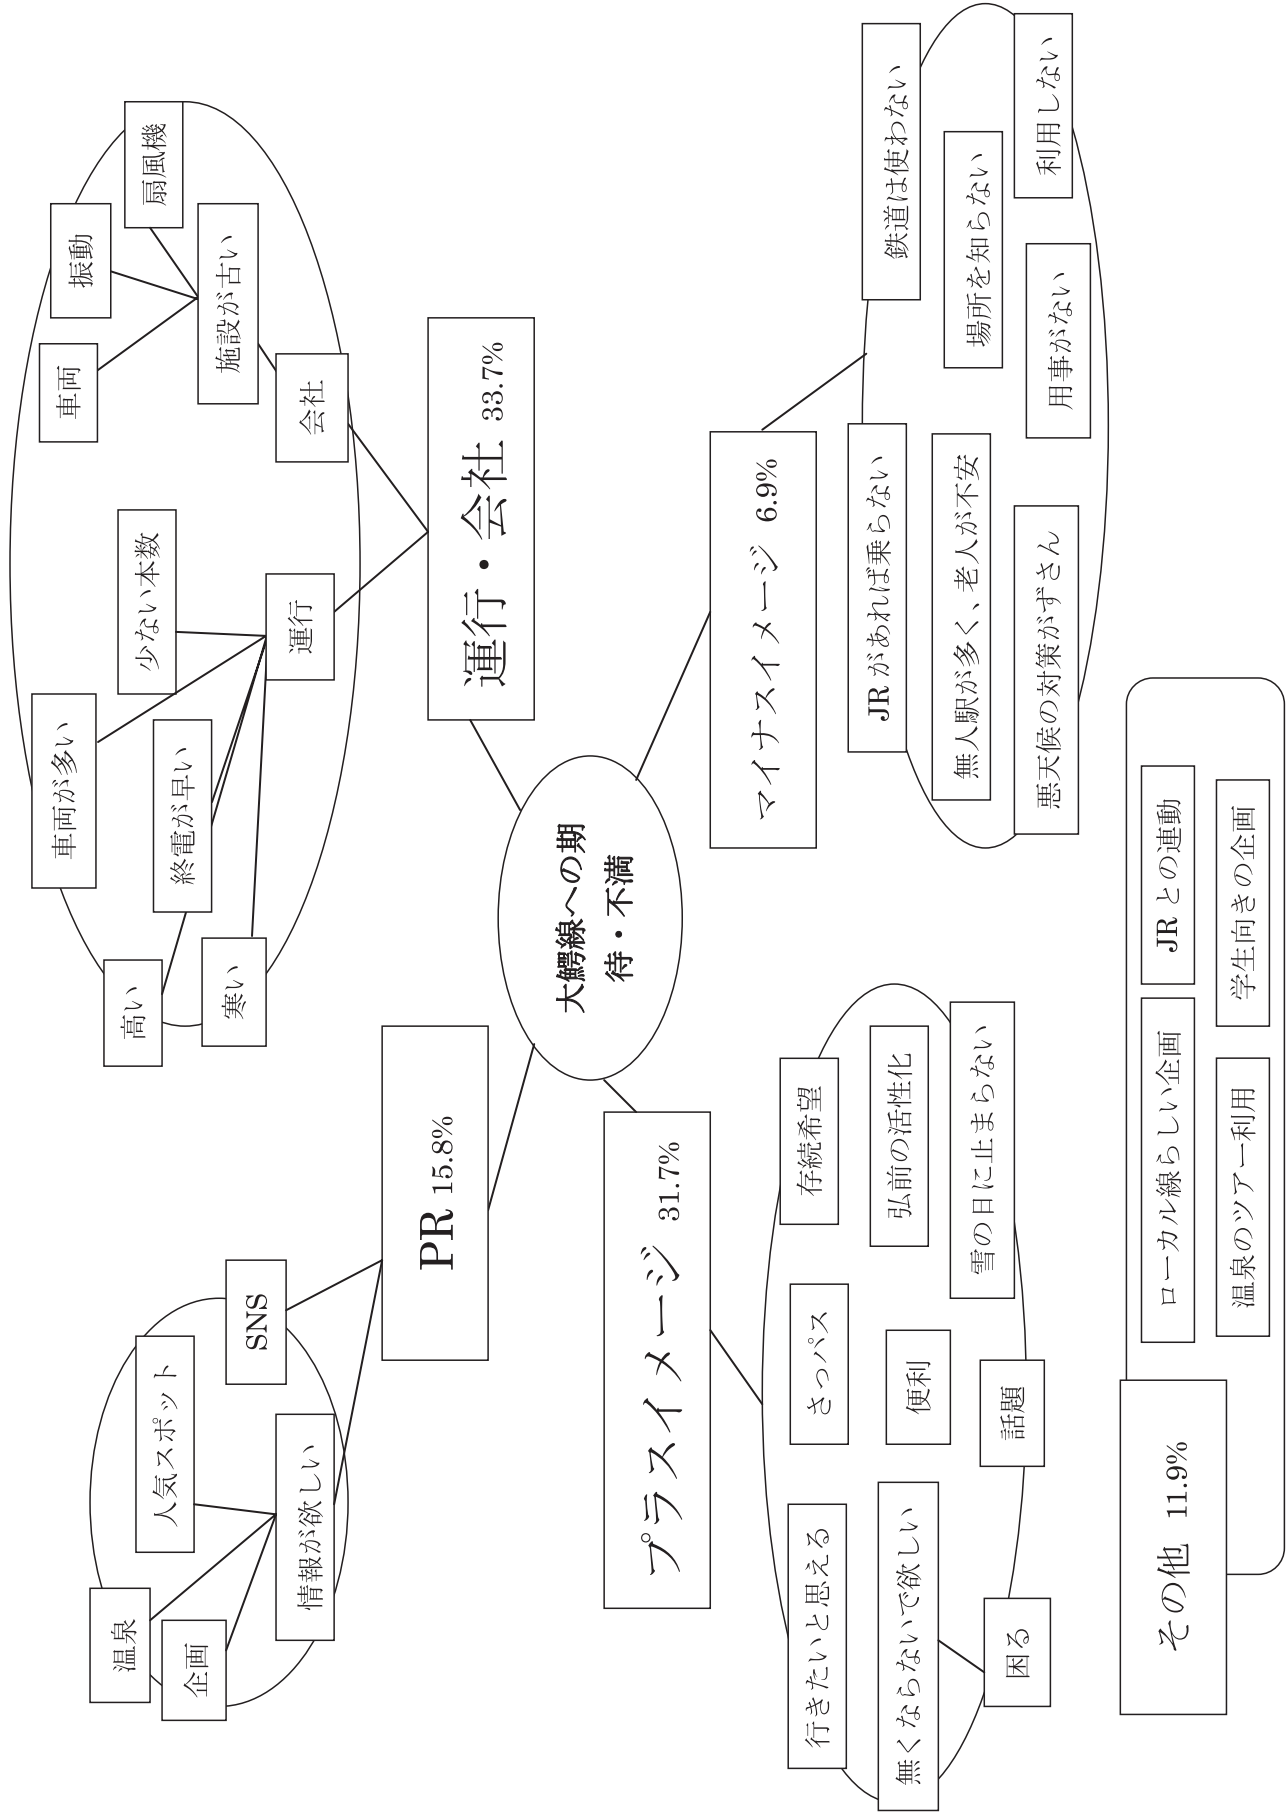 大鰐線への期
待・不満
PR 15.8%
SNS
情報が欲しい
人気スポット
温泉
企画
運行・会社 33.7%
運行
少ない本数
車両が多い
終電が早い
高い
寒い
会社
施設が古い
車両
振動
扇風機
プラスイメージ 31.7%
存続希望
弘前の活性化
雪の日に止まらない
さっパス
便利
話題
行きたいと思える
無くならないで欲しい
困る
マイナスイメージ 6.9%
JRがあれば乗らない
無人駅が多く、老人が不安
悪天候の対策がずさん
鉄道は使わない
場所を知らない
用事がない
利用しない
その他 11.9%
ローカル線らしい企画
JRとの連動
温泉のツアー利用
学生向きの企画